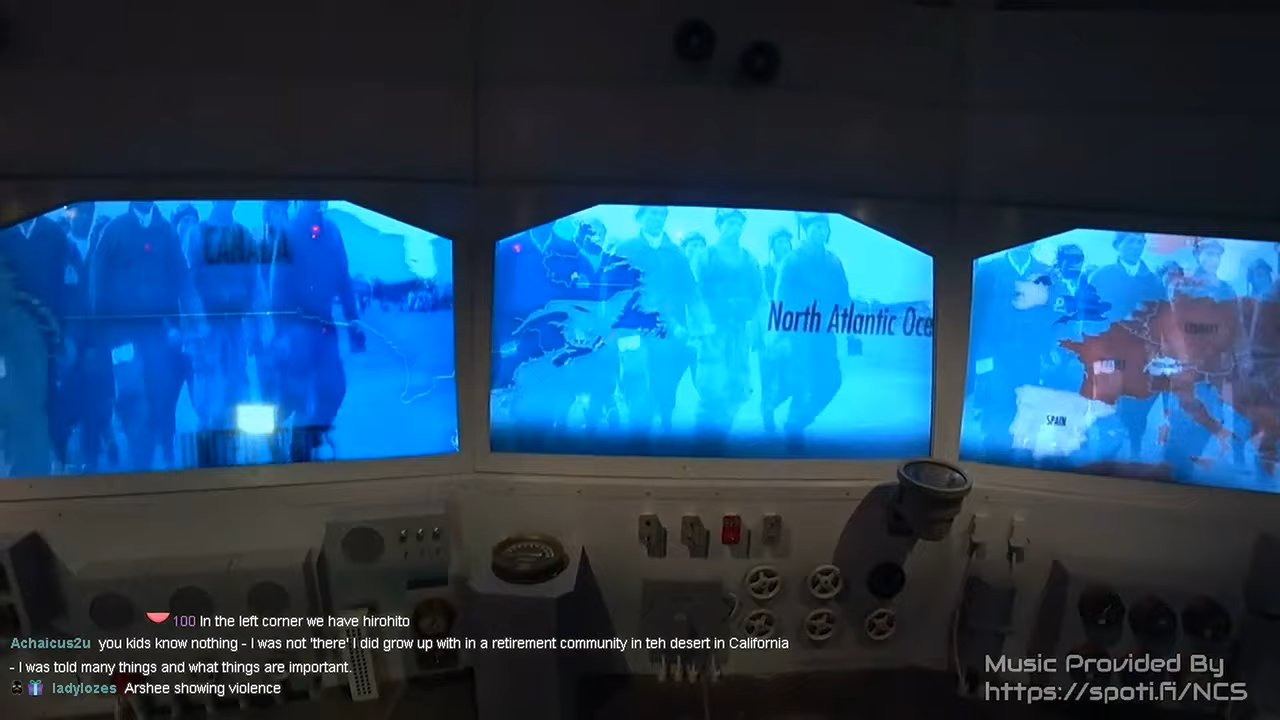 CANADA
North Atlantic Oce
SPAIN
100 In the left corner we have hirohito
Achaicus2u you kids know nothing - I was not 'there' I did grow up with in a retirement community in teh desert in California
- I was told many things and what things are important
ladylozes Arshee showing violence
Music Provided By
https://spoti.fi/NCS